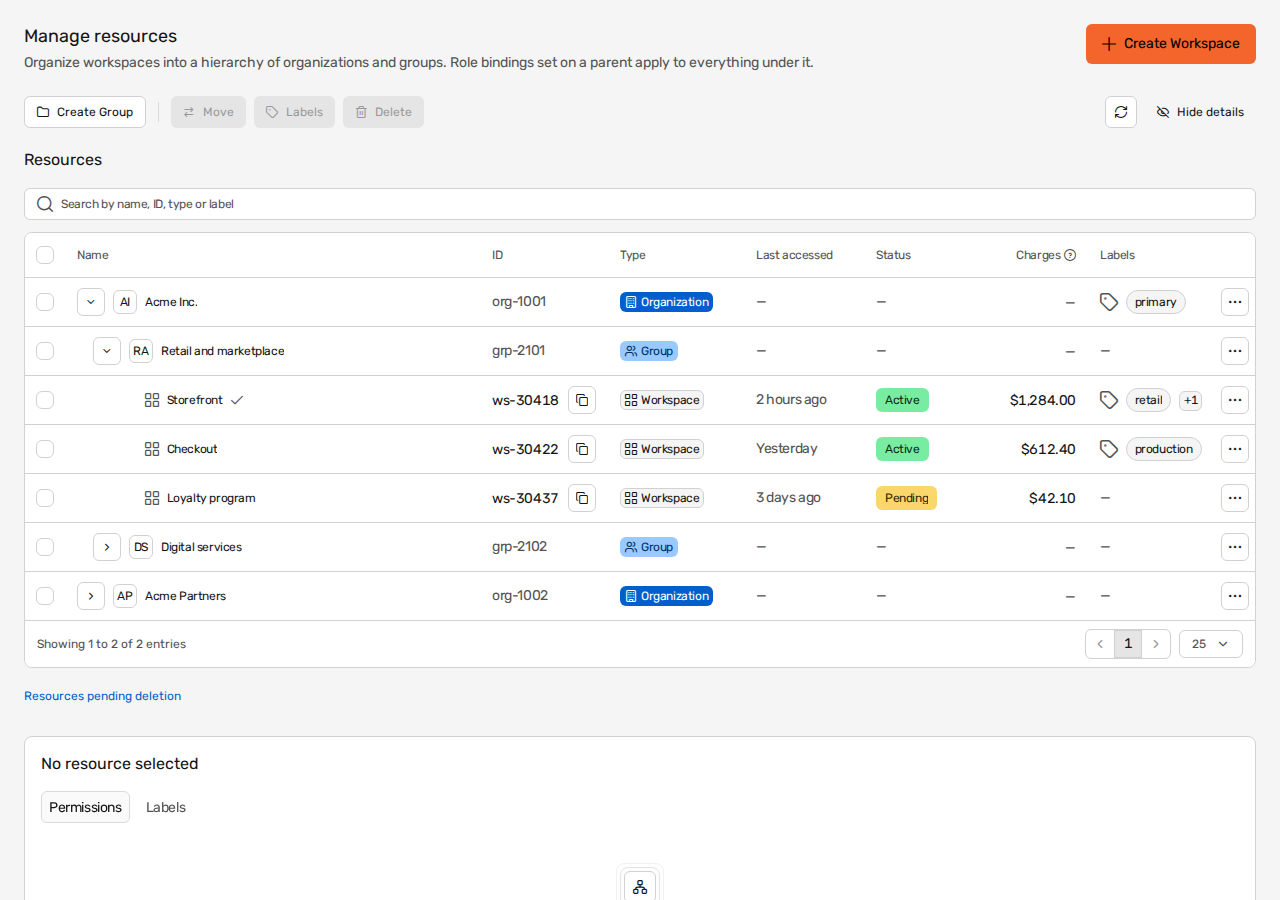 Manage resources
Create Workspace
Organize workspaces into a hierarchy of organizations and groups. Role bindings set on a parent apply to everything under it.
Create Group Move Labels Delete Hide details
Resources
Search by name, ID, type or label
Name ID Type Last accessed Status Charges Labels
AI Acme Inc. org-1001 Organization – – – primary
RA Retail and marketplace grp-2101 Group – – – –
Storefront ws-30418 Workspace 2 hours ago Active $1,284.00 retail +1
Checkout ws-30422 Workspace Yesterday Active $612.40 production
Loyalty program ws-30437 Workspace 3 days ago Pending $42.10 –
DS Digital services grp-2102 Group – – – –
AP Acme Partners org-1002 Organization – – – –
Showing 1 to 2 of 2 entries 1 25
Resources pending deletion
No resource selected
Permissions Labels